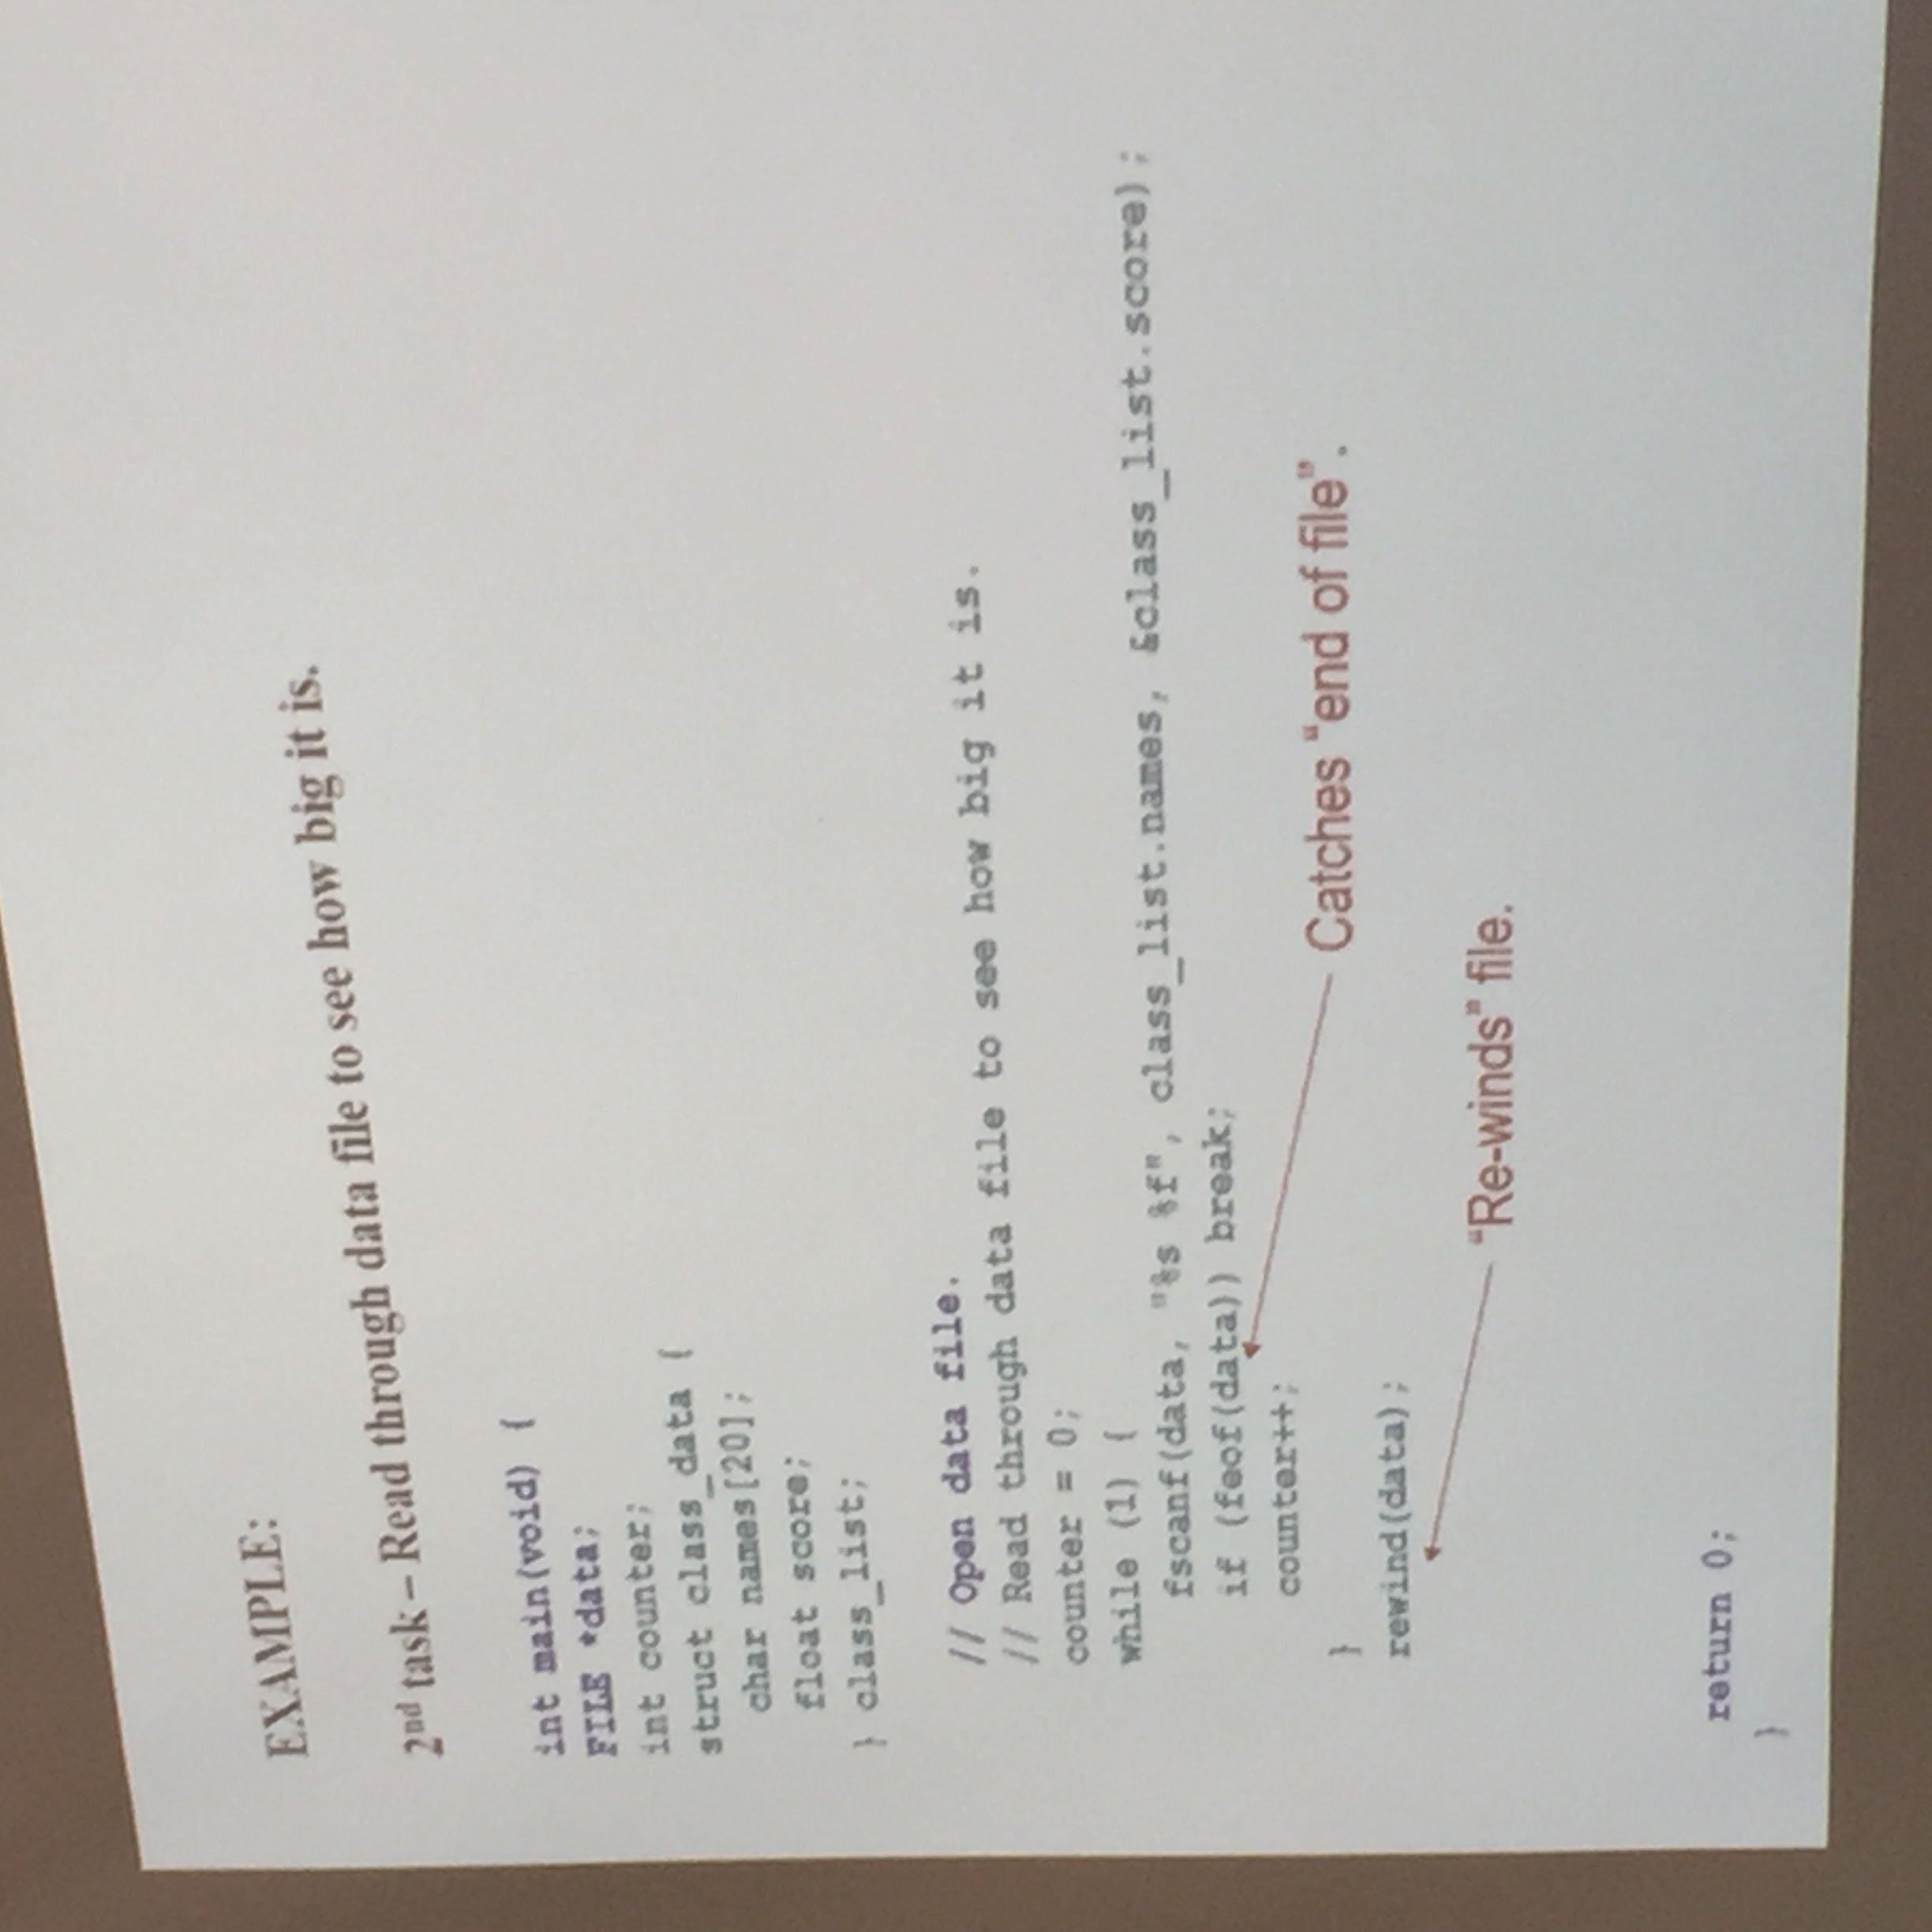 EXAMPLE:
2nd task – Read through data file to see how big it is.
int main(void) {
FILE *data;
int counter;
struct class_data {
char names[20];
float score;
} class_list;
// Open data file.
// Read through data file to see how big it is.
counter = 0;
while (1) {
fscanf(data, "%s %f", class_list.names, &class_list.score);
if (feof(data)) break;
counter++;
}
Catches “end of file”.
rewind(data);
“Re-winds” file.
return 0;
}